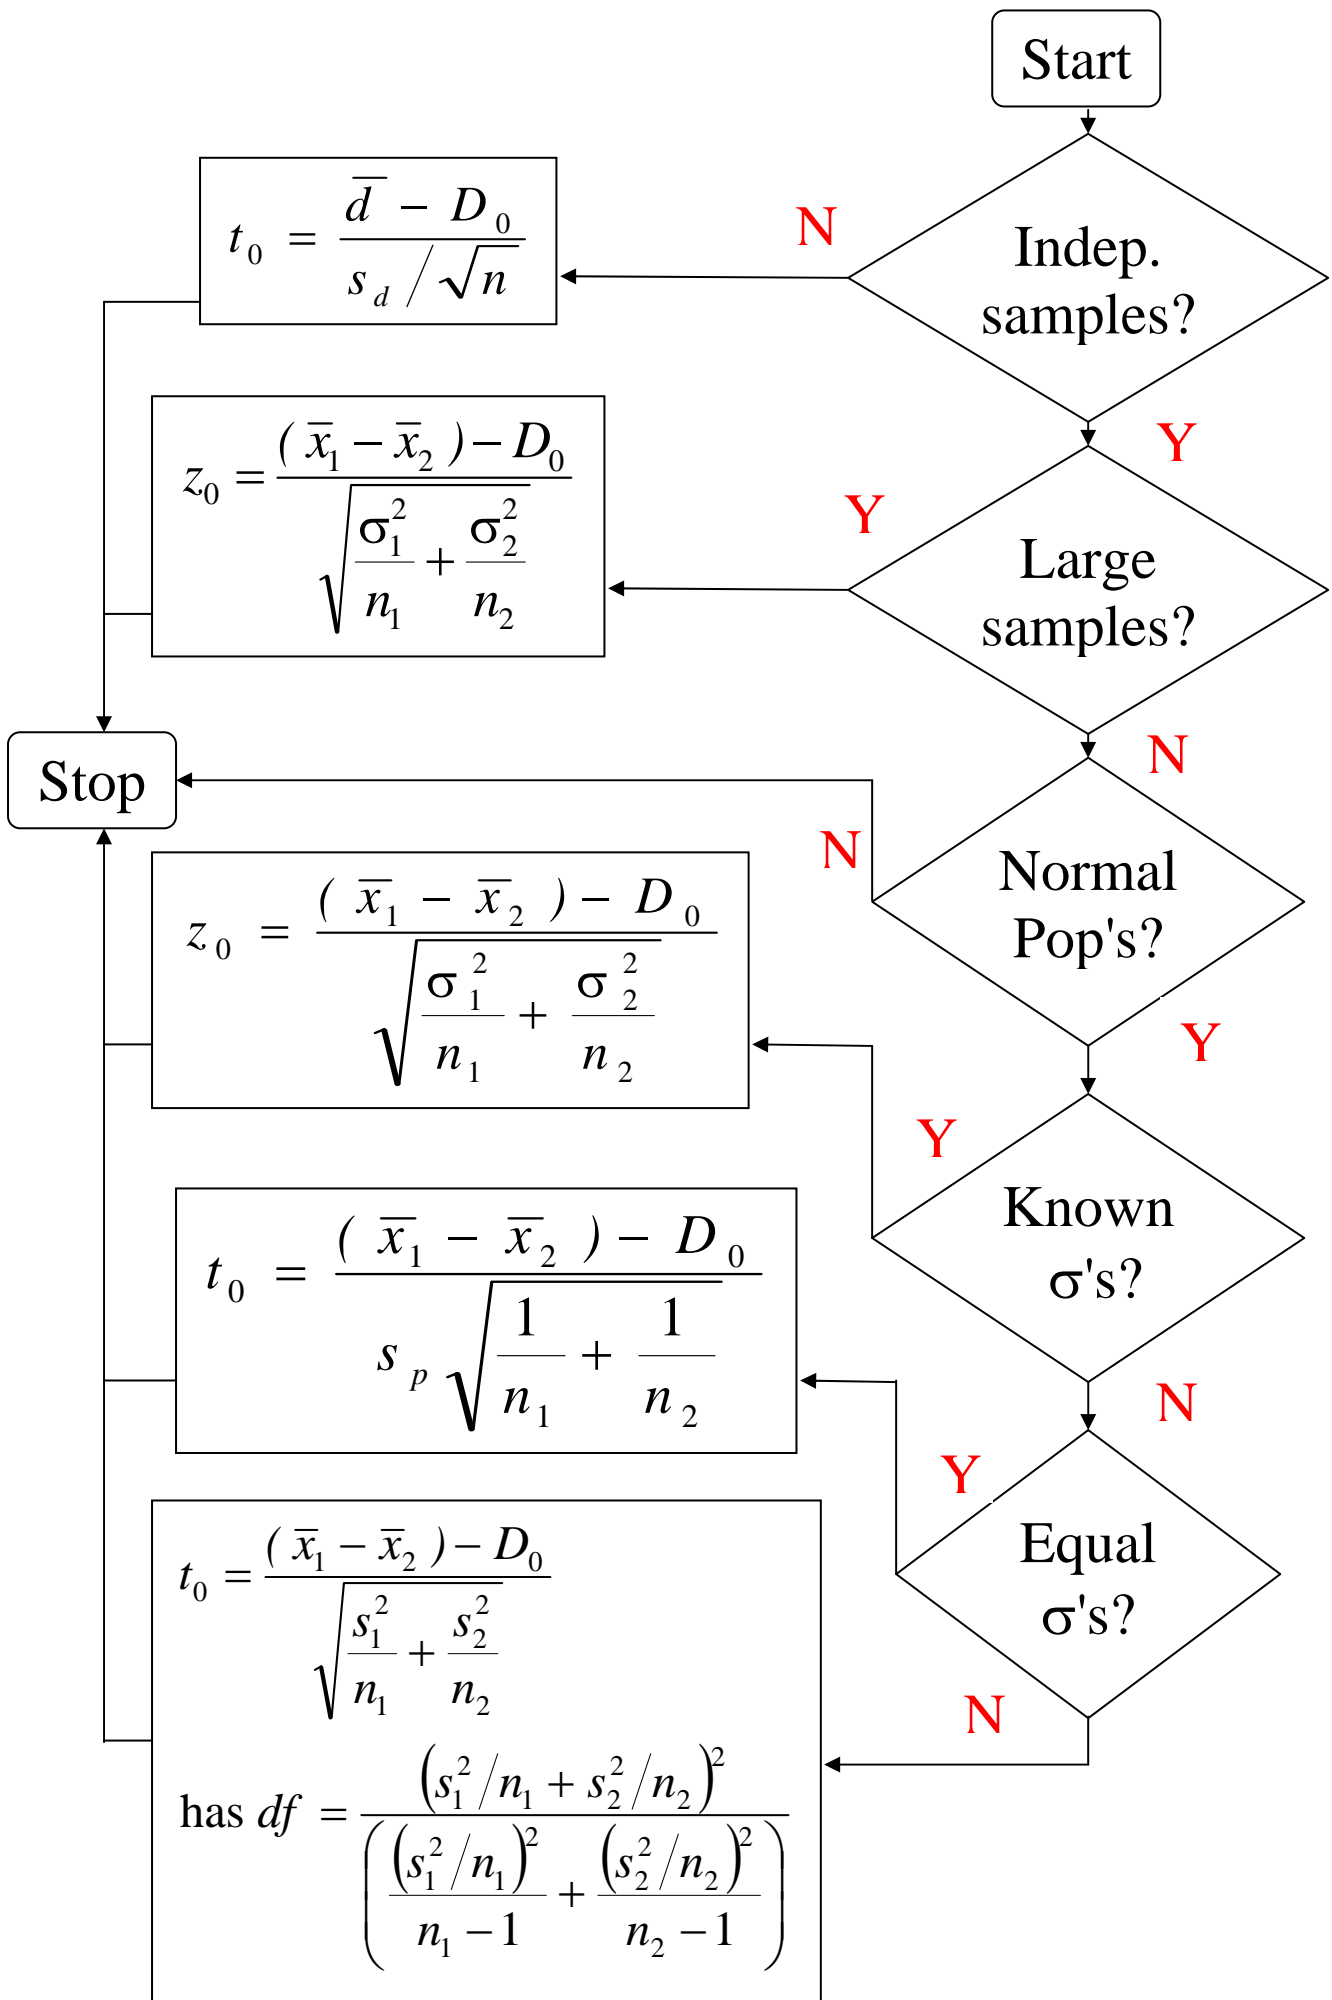 Start
Indep.
samples?
N
Y
t₀ = (d̅ − D₀) / (s_d / √n)
Large
samples?
Y
N
z₀ = (( x̅₁ − x̅₂ ) − D₀) / √(σ₁²/n₁ + σ₂²/n₂)
Normal
Pop's?
N
Y
Stop
Known
σ's?
Y
N
z₀ = (( x̅₁ − x̅₂ ) − D₀) / √(σ₁²/n₁ + σ₂²/n₂)
Equal
σ's?
Y
N
t₀ = (( x̅₁ − x̅₂ ) − D₀) / (s_p √(1/n₁ + 1/n₂))
t₀ = (( x̅₁ − x̅₂ ) − D₀) / √(s₁²/n₁ + s₂²/n₂)
has df = (s₁²/n₁ + s₂²/n₂)² / ((s₁²/n₁)²/(n₁ − 1) + (s₂²/n₂)²/(n₂ − 1))